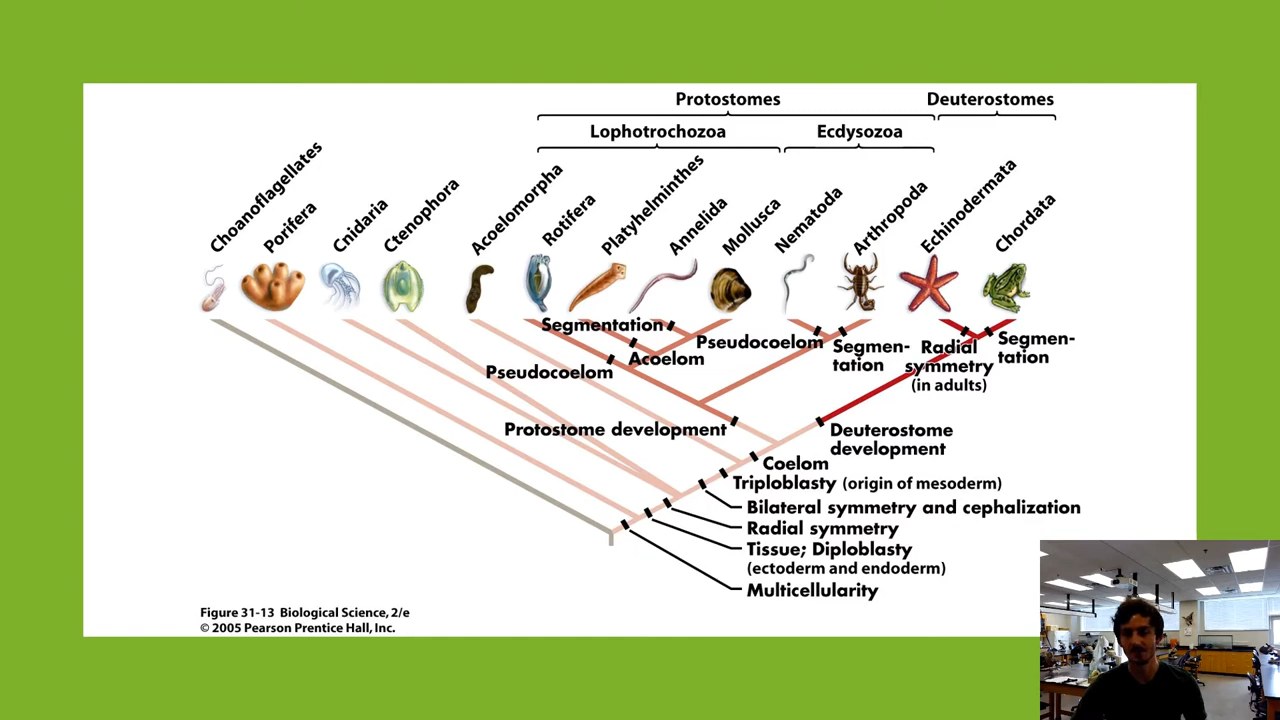 Protostomes
Deuterostomes
Lophotrochozoa
Ecdysozoa
Choanoflagellates
Porifera
Cnidaria
Ctenophora
Acoelomorpha
Rotifera
Platyhelminthes
Annelida
Mollusca
Nematoda
Arthropoda
Echinodermata
Chordata
Segmentation
Pseudocoelom
Acoelom
Pseudocoelom
Segmen-
tation
Radial
symmetry
(in adults)
Segmen-
tation
Protostome development
Deuterostome
development
Coelom
Triploblasty (origin of mesoderm)
Bilateral symmetry and cephalization
Radial symmetry
Tissue; Diploblasty
(ectoderm and endoderm)
Multicellularity
Figure 31-13 Biological Science, 2/e
© 2005 Pearson Prentice Hall, Inc.